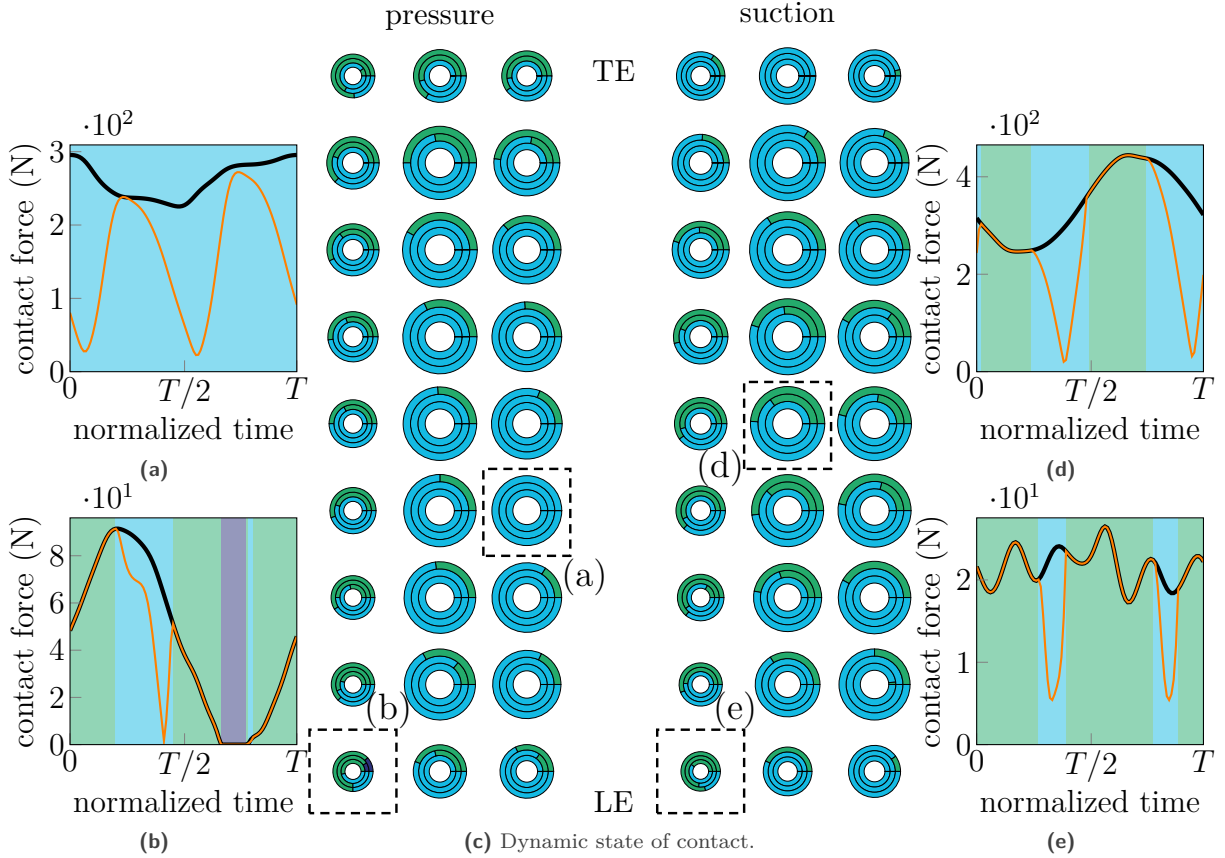 pressure
suction
TE
·10²
3
2
1
0
0
T/2
T
contact force (N)
normalized time
(a)
·10¹
8
6
4
2
0
0
T/2
T
contact force (N)
normalized time
(b)
(a)
(b)
(d)
(e)
LE
(c) Dynamic state of contact.
·10²
4
2
0
0
T/2
T
contact force (N)
normalized time
(d)
·10¹
2
1
0
0
T/2
T
contact force (N)
normalized time
(e)